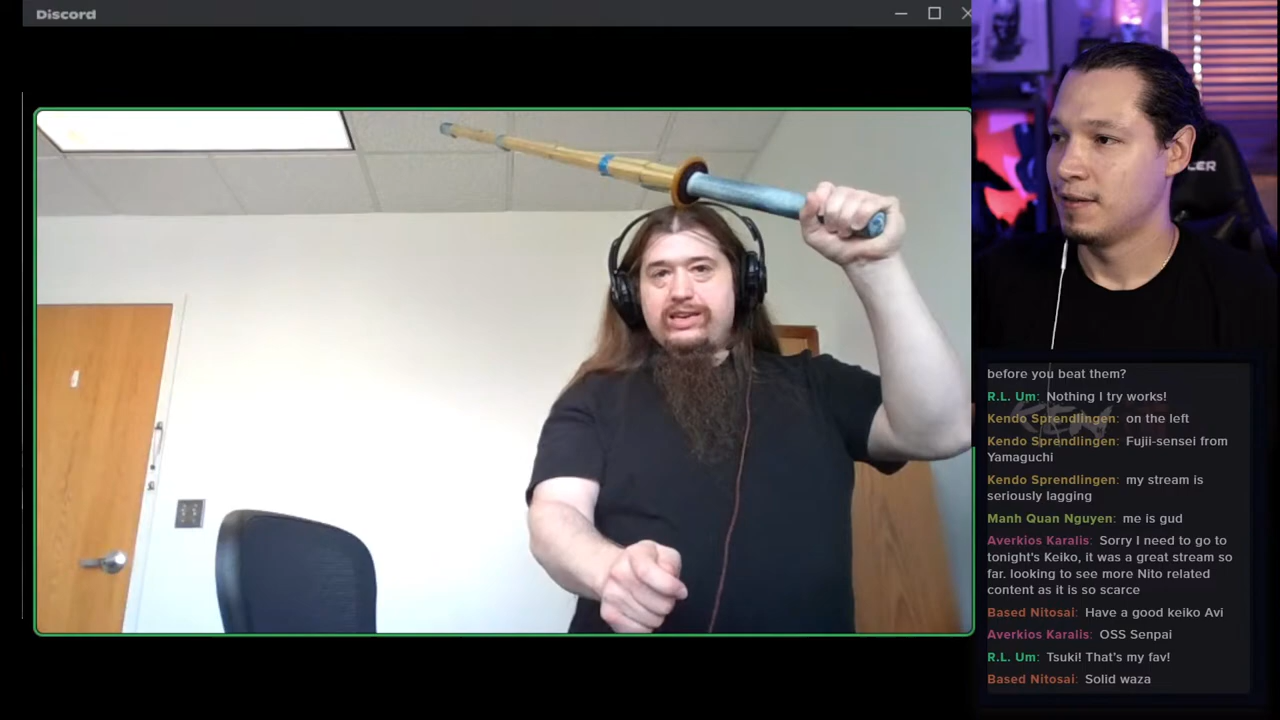 Discord
CER
before you beat them?
R.L. Um: Nothing I try works!
Kendo Sprendlingen: on the left
Kendo Sprendlingen: Fujii-sensei from
Yamaguchi
Kendo Sprendlingen: my stream is
seriously lagging
Manh Quan Nguyen: me is gud
Averkios Karalis: Sorry I need to go to
tonight's Keiko, it was a great stream so
far. looking to see more Nito related
content as it is so scarce
Based Nitosai: Have a good keiko Avi
Averkios Karalis: OSS Senpai
R.L. Um: Tsuki! That's my fav!
Based Nitosai: Solid waza